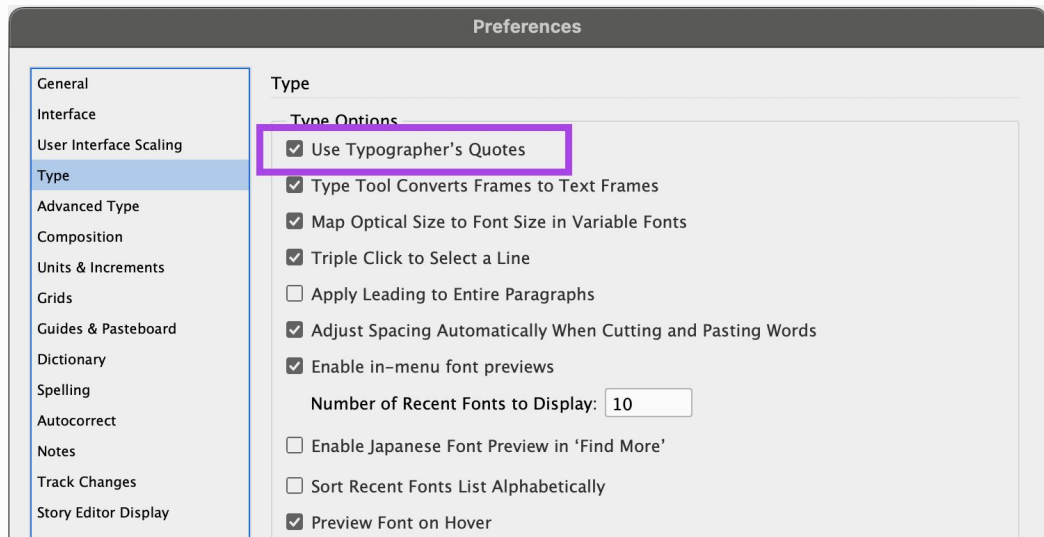 Preferences
General
Interface
User Interface Scaling
Type
Advanced Type
Composition
Units & Increments
Grids
Guides & Pasteboard
Dictionary
Spelling
Autocorrect
Notes
Track Changes
Story Editor Display
Type
Type Options
Use Typographer’s Quotes
Type Tool Converts Frames to Text Frames
Map Optical Size to Font Size in Variable Fonts
Triple Click to Select a Line
Apply Leading to Entire Paragraphs
Adjust Spacing Automatically When Cutting and Pasting Words
Enable in-menu font previews
Number of Recent Fonts to Display: 10
Enable Japanese Font Preview in ‘Find More’
Sort Recent Fonts List Alphabetically
Preview Font on Hover